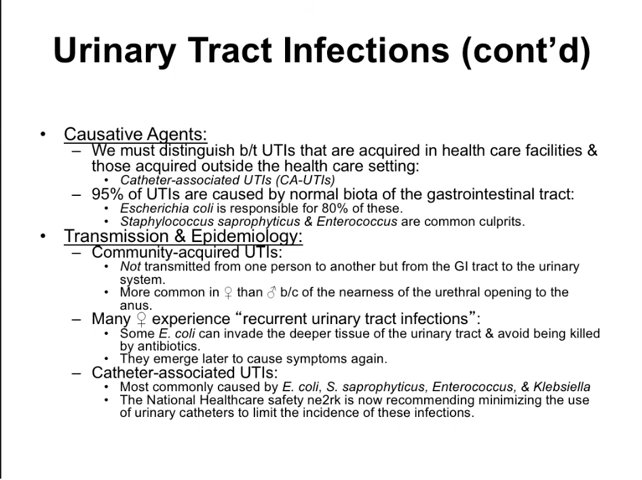 Urinary Tract Infections (cont'd)
• Causative Agents:
– We must distinguish b/t UTIs that are acquired in health care facilities &
those acquired outside the health care setting:
• Catheter-associated UTIs (CA-UTIs)
– 95% of UTIs are caused by normal biota of the gastrointestinal tract:
• Escherichia coli is responsible for 80% of these.
• Staphylococcus saprophyticus & Enterococcus are common culprits.
• Transmission & Epidemiology:
– Community-acquired UTIs:
• Not transmitted from one person to another but from the GI tract to the urinary
system.
• More common in ♀ than ♂ b/c of the nearness of the urethral opening to the
anus.
– Many ♀ experience “recurrent urinary tract infections”:
• Some E. coli can invade the deeper tissue of the urinary tract & avoid being killed
by antibiotics.
• They emerge later to cause symptoms again.
– Catheter-associated UTIs:
• Most commonly caused by E. coli, S. saprophyticus, Enterococcus, & Klebsiella
• The National Healthcare safety ne2rk is now recommending minimizing the use
of urinary catheters to limit the incidence of these infections.